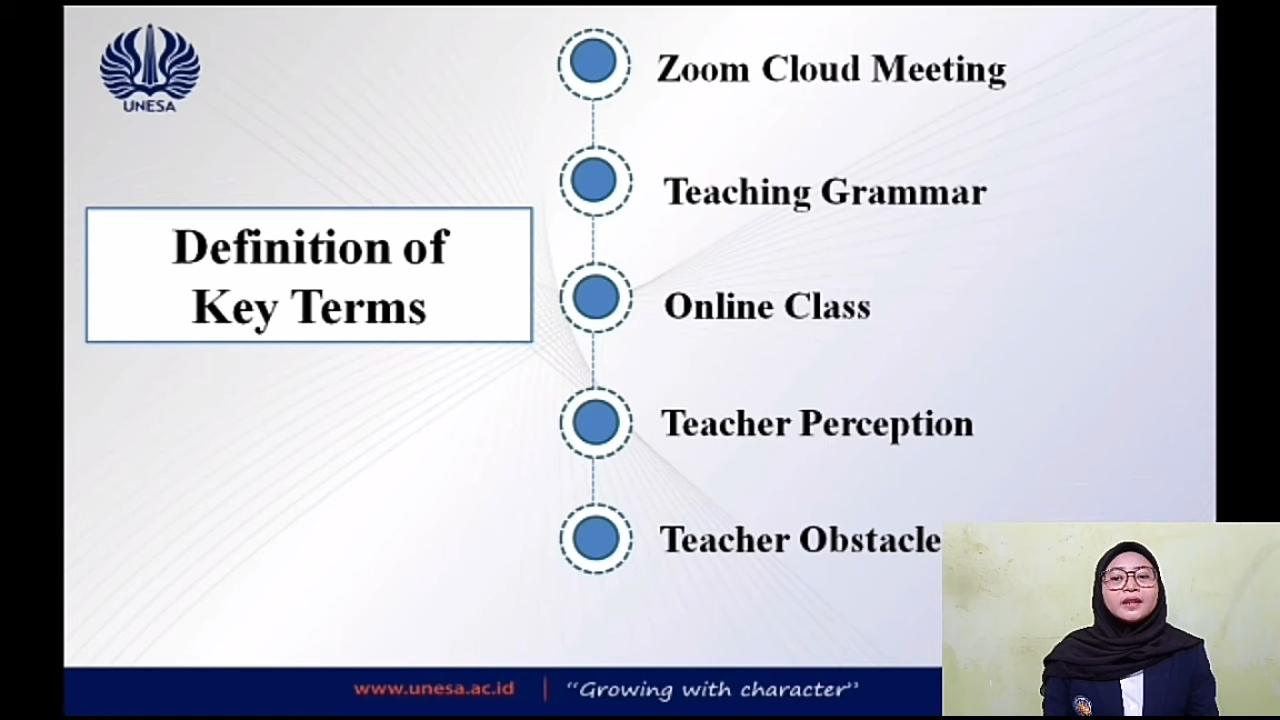 UNESA
Definition of
Key Terms
Zoom Cloud Meeting
Teaching Grammar
Online Class
Teacher Perception
Teacher Obstacle
www.unesa.ac.id | “Growing with character”